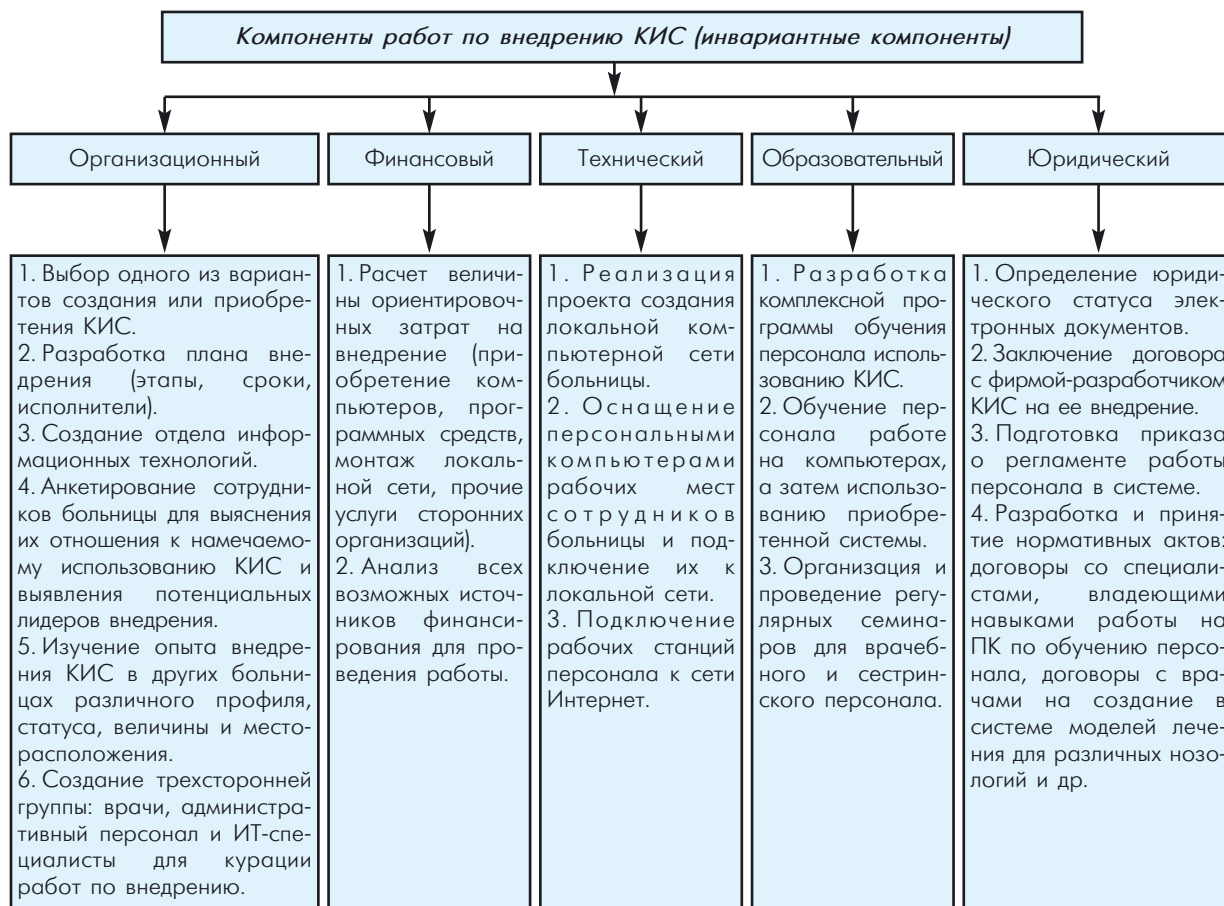 Компоненты работ по внедрению КИС (инвариантные компоненты)
Организационный
Финансовый
Технический
Образовательный
Юридический
1. Выбор одного из вариан-
тов создания или приобре-
тения КИС.
2. Разработка плана вне-
дрения (этапы, сроки,
исполнители).
3. Создание отдела инфор-
мационных технологий.
4. Анкетирование сотрудни-
ков больницы для выяснения
их отношения к намечаемо-
му использованию КИС и
выявления потенциальных
лидеров внедрения.
5. Изучение опыта внедре-
ния КИС в других больни-
цах различного профиля,
статуса, величины и место-
расположения.
6. Создание трехсторонней
группы: врачи, администра-
тивный персонал и ИТ-спе-
циалисты для курации
работ по внедрению.
1. Расчет величи-
ны ориентировоч-
ных затрат на
внедрение (при-
обретение ком-
пьютеров, прог-
раммных средств,
монтаж локаль-
ной сети, прочие
услуги сторонних
организаций).
2. Анализ всех
возможных источ-
ников финанси-
рования для про-
ведения работы.
1. Реализация
проекта создания
локальной ком-
пьютерной сети
больницы.
2. Оснащение
персональными
компьютерами
рабочих мест
сотрудников
больницы и под-
ключение их к
локальной сети.
3. Подключение
рабочих станций
персонала к сети
Интернет.
1. Разработка
комплексной про-
граммы обучения
персонала исполь-
зованию КИС.
2. Обучение пер-
сонала работе
на компьютерах,
а затем использо-
ванию приобре-
тенной системы.
3. Организация и
проведение регу-
лярных семина-
ров для врачеб-
ного и сестрин-
ского персонала.
1. Определение юриди-
ческого статуса элек-
тронных документов.
2. Заключение договора
с фирмой-разработчиком
КИС на ее внедрение.
3. Подготовка приказа
о регламенте работы
персонала в системе.
4. Разработка и приня-
тие нормативных актов:
договоры со специали-
стами, владеющими
навыками работы на
ПК по обучению персо-
нала, договоры с вра-
чами на создание в
системе моделей лече-
ния для различных нозо-
логий и др.